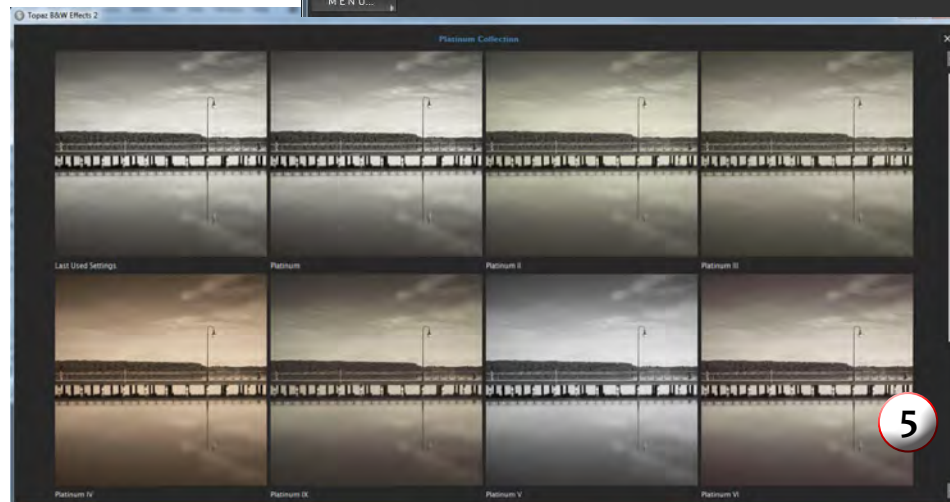 MENU...
Topaz B&W Effects 2
Platinum Collection
Last Used Settings
Platinum
Platinum II
Platinum III
Platinum IV
Platinum IX
Platinum V
Platinum VI
5